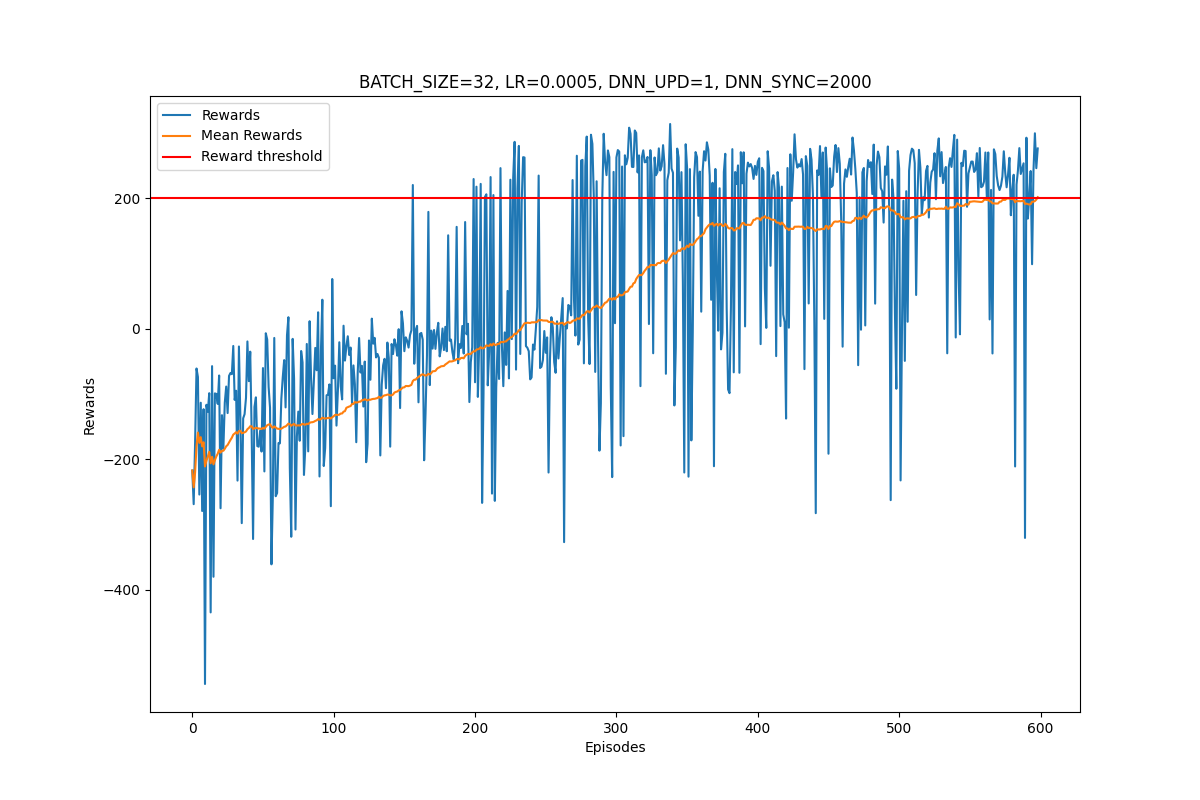 BATCH_SIZE=32, LR=0.0005, DNN_UPD=1, DNN_SYNC=2000
Rewards
Mean Rewards
Reward threshold
200
0
−200
−400
Rewards
0
100
200
300
400
500
600
Episodes